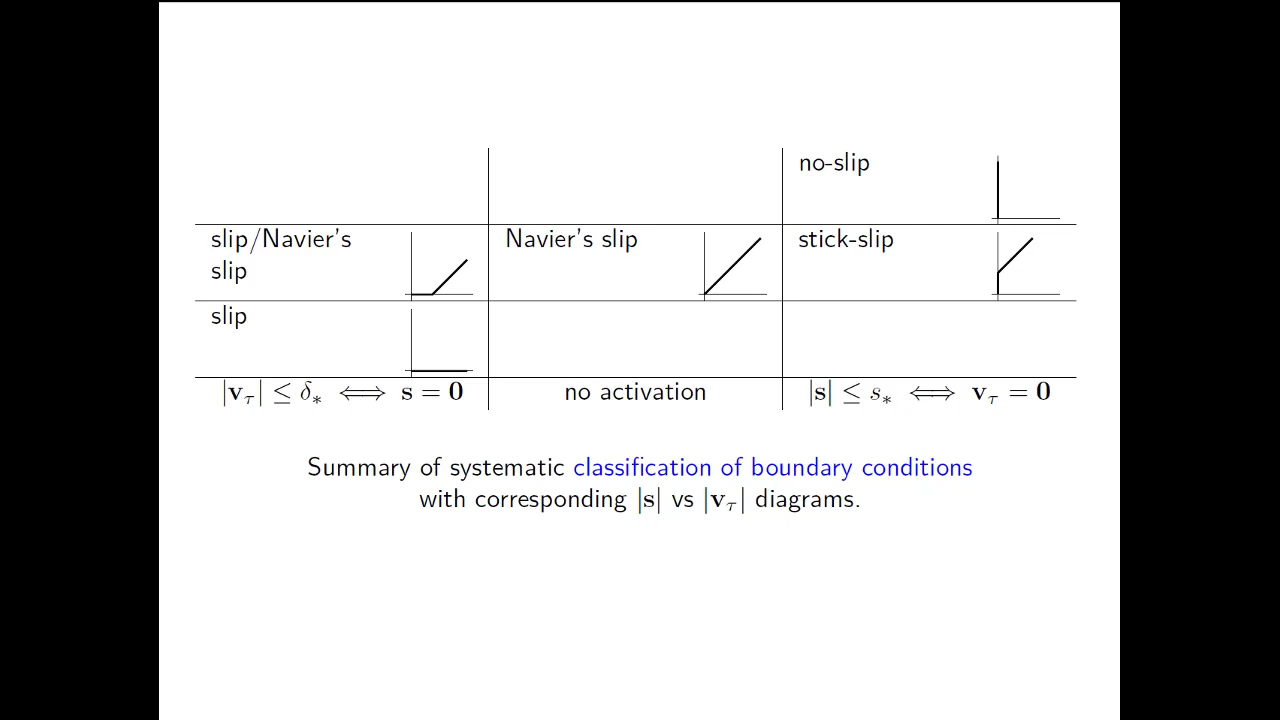 no-slip
slip/Navier's
slip
Navier's slip
stick-slip
slip
|v_τ| ≤ δ_* ⟺ s = 0
no activation
|s| ≤ s_* ⟺ v_τ = 0
Summary of systematic classification of boundary conditions
with corresponding |s| vs |v_τ| diagrams.